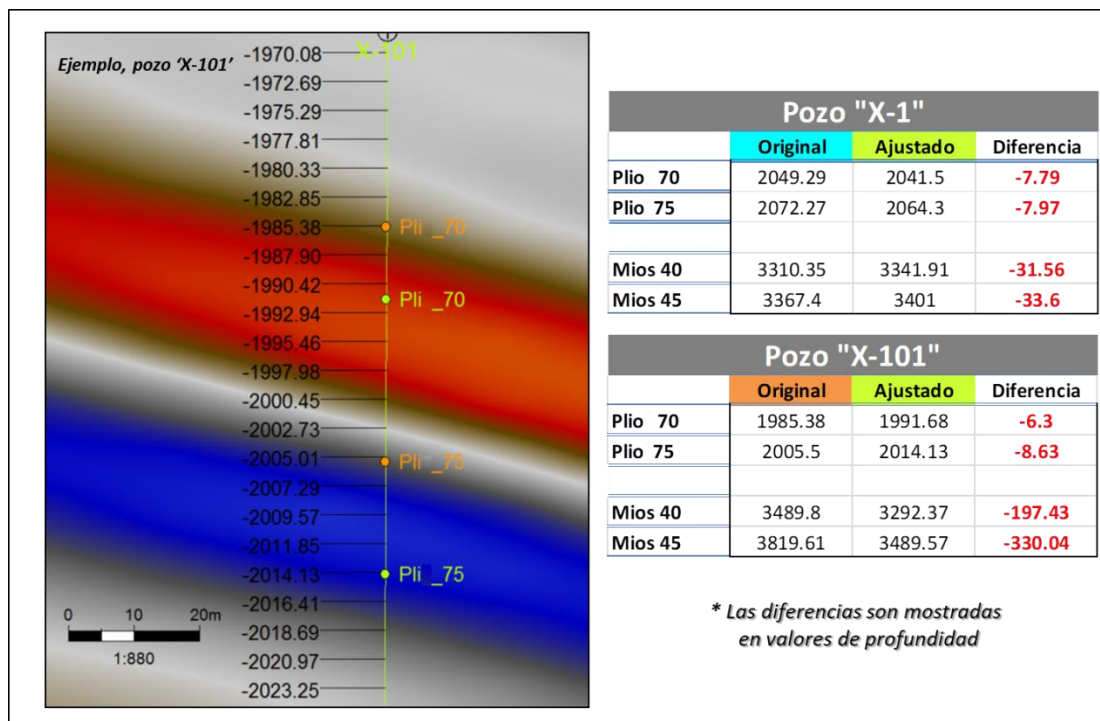 X-101
Ejemplo, pozo 'X-101'
-1970.08
-1972.69
-1975.29
-1977.81
-1980.33
-1982.85
-1985.38
Pli _70
-1987.90
-1990.42
Pli _70
-1992.94
-1995.46
-1997.98
-2000.45
-2002.73
-2005.01
Pli _75
-2007.29
-2009.57
-2011.85
-2014.13
Pli _75
-2016.41
-2018.69
-2020.97
-2023.25
0 10 20m
1:880
Pozo "X-1"
Original Ajustado Diferencia
Plio 70 2049.29 2041.5 -7.79
Plio 75 2072.27 2064.3 -7.97
Mios 40 3310.35 3341.91 -31.56
Mios 45 3367.4 3401 -33.6
Pozo "X-101"
Original Ajustado Diferencia
Plio 70 1985.38 1991.68 -6.3
Plio 75 2005.5 2014.13 -8.63
Mios 40 3489.8 3292.37 -197.43
Mios 45 3819.61 3489.57 -330.04
* Las diferencias son mostradas
en valores de profundidad